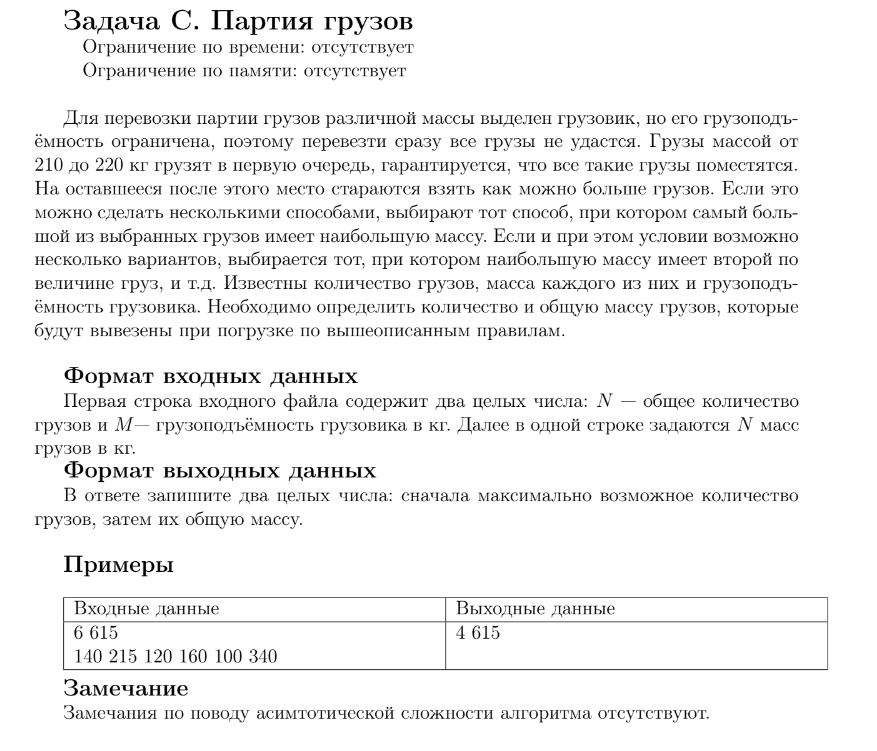 Задача C. Партия грузов
Ограничение по времени: отсутствует
Ограничение по памяти: отсутствует
Для перевозки партии грузов различной массы выделен грузовик, но его грузоподъ-
ёмность ограничена, поэтому перевезти сразу все грузы не удастся. Грузы массой от
210 до 220 кг грузят в первую очередь, гарантируется, что все такие грузы поместятся.
На оставшееся после этого место стараются взять как можно больше грузов. Если это
можно сделать несколькими способами, выбирают тот способ, при котором самый боль-
шой из выбранных грузов имеет наибольшую массу. Если и при этом условии возможно
несколько вариантов, выбирается тот, при котором наибольшую массу имеет второй по
величине груз, и т.д. Известны количество грузов, масса каждого из них и грузоподъ-
ёмность грузовика. Необходимо определить количество и общую массу грузов, которые
будут вывезены при погрузке по вышеописанным правилам.
Формат входных данных
Первая строка входного файла содержит два целых числа: N — общее количество
грузов и M— грузоподъёмность грузовика в кг. Далее в одной строке задаются N масс
грузов в кг.
Формат выходных данных
В ответе запишите два целых числа: сначала максимально возможное количество
грузов, затем их общую массу.
Примеры
Входные данные Выходные данные
6 615 4 615
140 215 120 160 100 340
Замечание
Замечания по поводу асимтотической сложности алгоритма отсутствуют.